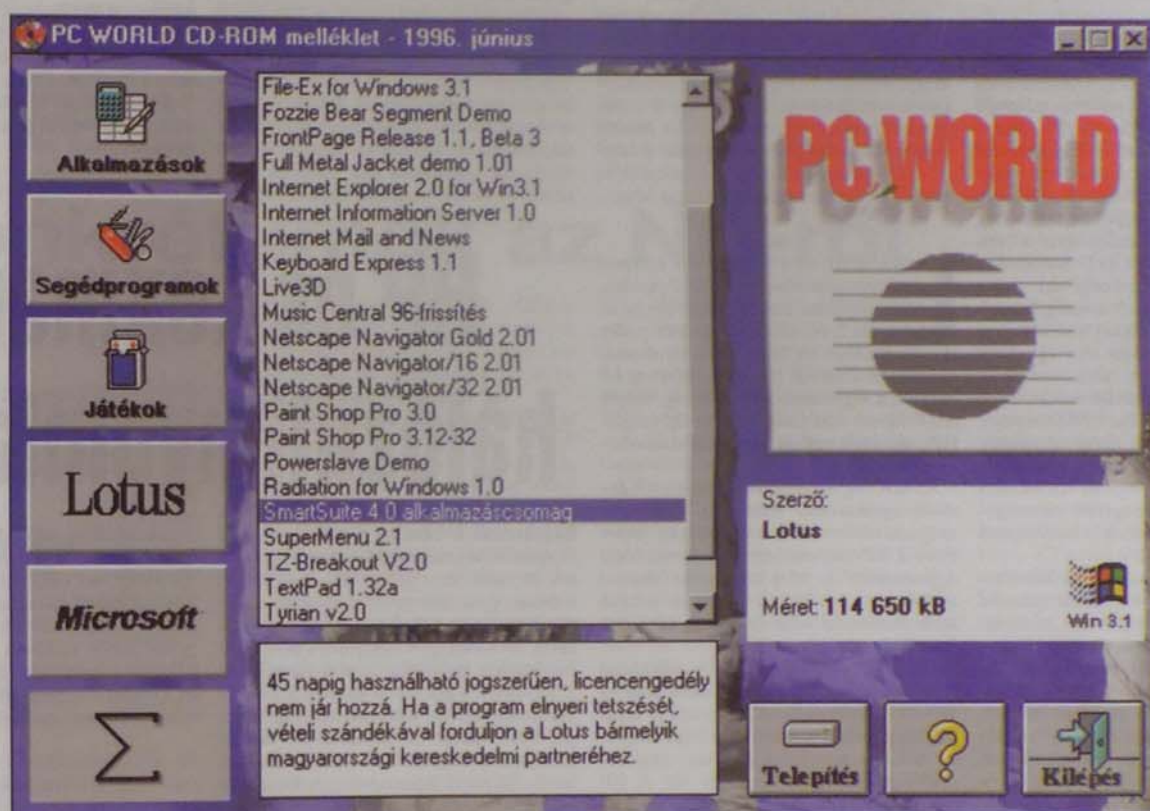 PC WORLD CD-ROM melléklet - 1996. június
Alkalmazások
Segédprogramok
Játékok
Lotus
Microsoft
Σ
File-Ex for Windows 3.1
Fozzie Bear Segment Demo
FrontPage Release 1.1, Beta 3
Full Metal Jacket demo 1.01
Internet Explorer 2.0 for Win3.1
Internet Information Server 1.0
Internet Mail and News
Keyboard Express 1.1
Live3D
Music Central 96-frissítés
Netscape Navigator Gold 2.01
Netscape Navigator/16 2.01
Netscape Navigator/32 2.01
Paint Shop Pro 3.0
Paint Shop Pro 3.12-32
Powerslave Demo
Radiation for Windows 1.0
SmartSuite 4.0 alkalmazáscsomag
SuperMenu 2.1
TZ-Breakout V2.0
TextPad 1.32a
Tyrian v2.0
45 napig használható jogszerűen, licencengedély
nem jár hozzá. Ha a program elnyeri tetszését,
vételi szándékával forduljon a Lotus bármelyik
magyarországi kereskedelmi partneréhez.
PC WORLD
Szerző:
Lotus
Méret: 114 650 kB
Win 3.1
Telepítés
?
Kilépés